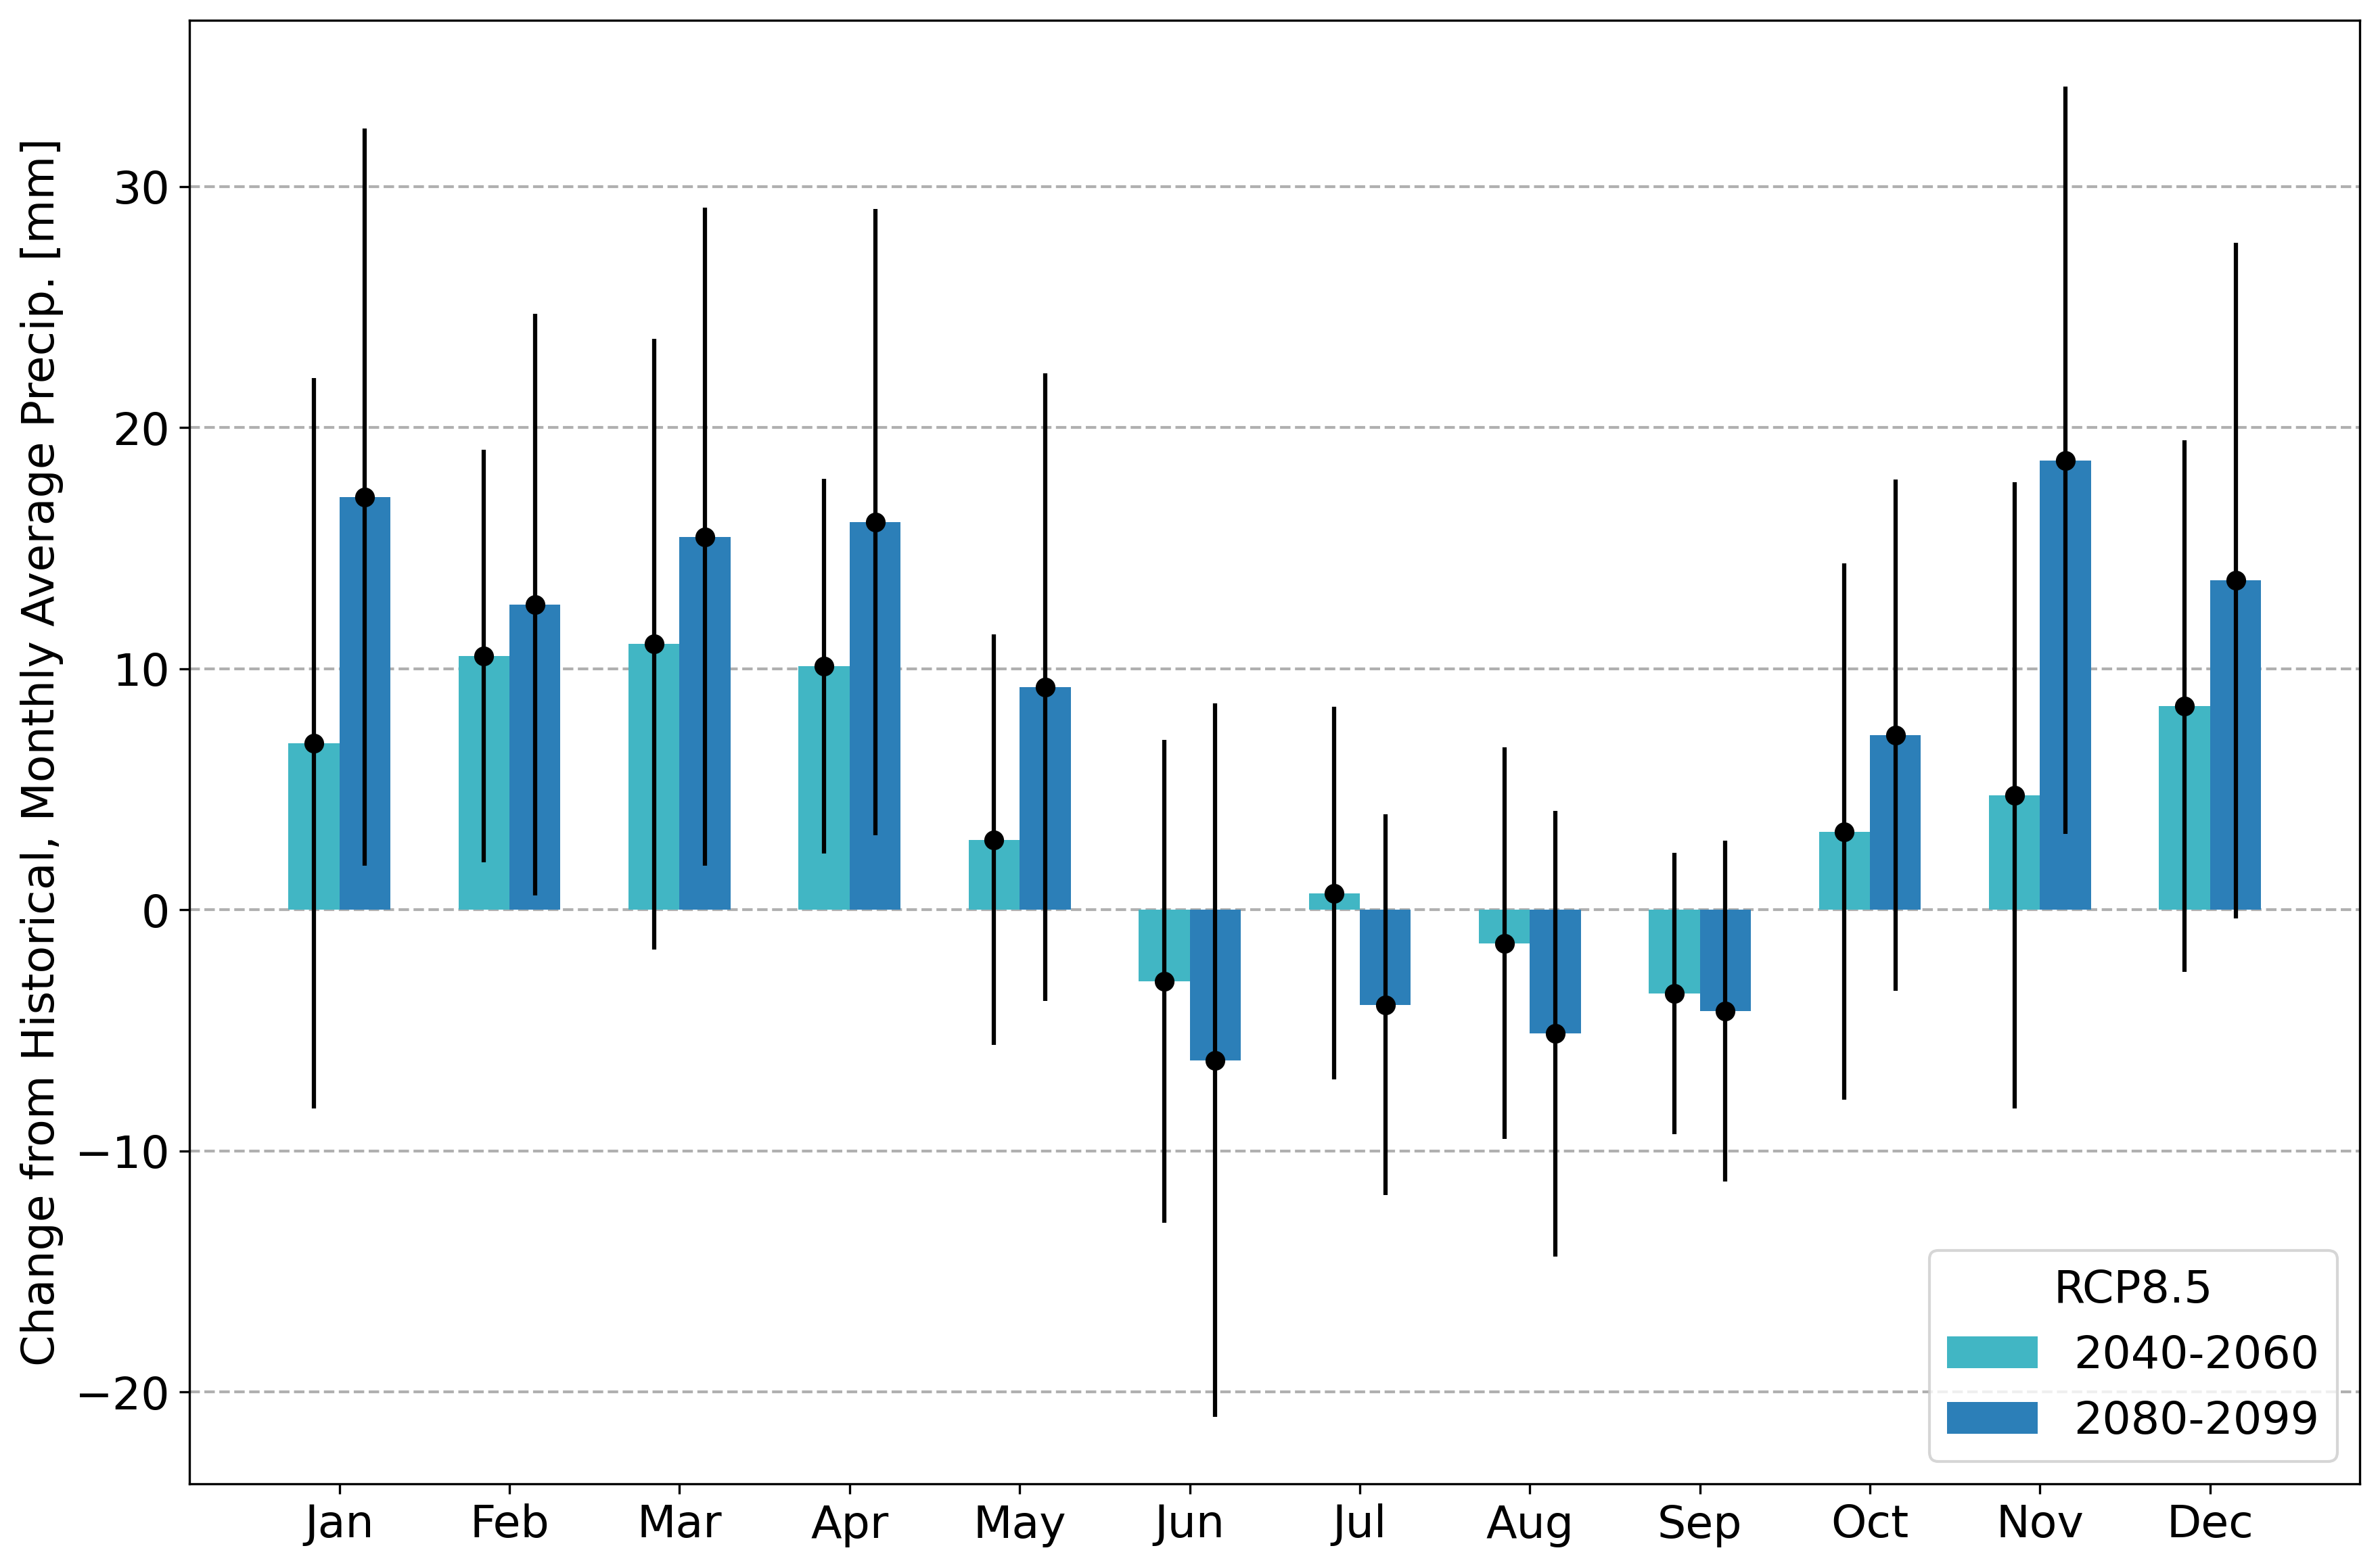 Change from Historical, Monthly Average Precip. [mm]
30
20
10
0
−10
−20
Jan Feb Mar Apr May Jun Jul Aug Sep Oct Nov Dec
RCP8.5
2040-2060
2080-2099